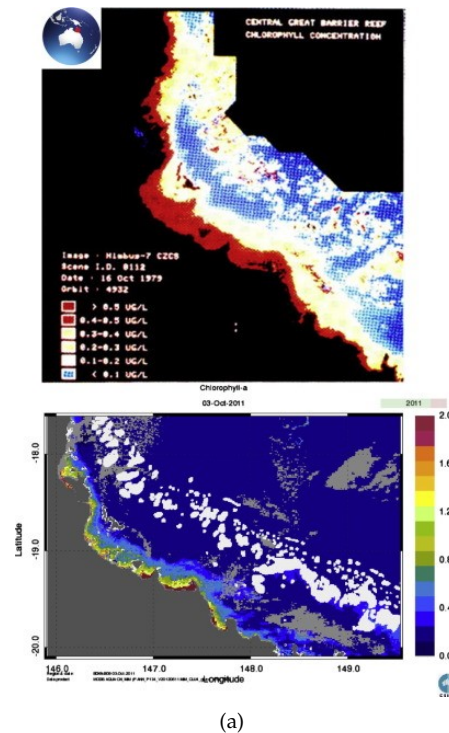 CENTRAL GREAT BARRIER REEF
CHLOROPHYLL CONCENTRATION
Image - Nimbus-7 CZCS
Scene I.D. 0112
Date - 16 Oct 1979
Orbit - 4932
> 0.5 UG/L
0.4-0.5 UG/L
0.3-0.4 UG/L
0.2-0.3 UG/L
0.1-0.2 UG/L
< 0.1 UG/L
Chlorophyll-a
03-Oct-2011
2011
2.0
1.6
1.2
0.8
0.4
0.0
Latitude
-18.0
-19.0
-20.0
146.0
147.0
148.0
149.0
Longitude
(a)